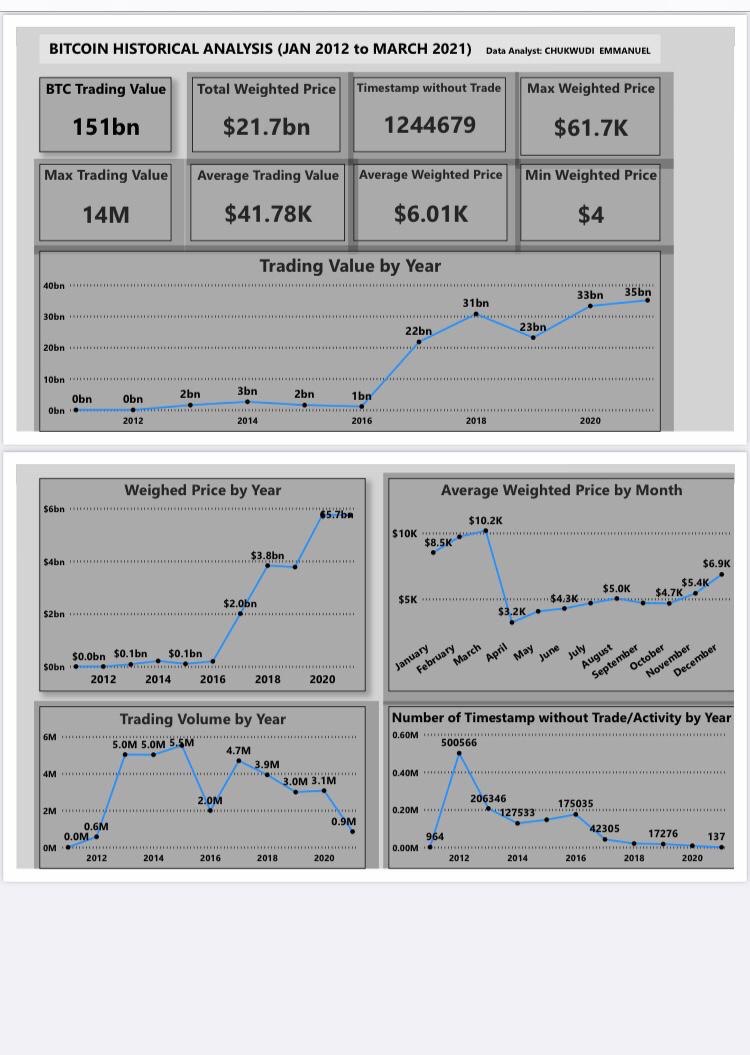 BITCOIN HISTORICAL ANALYSIS (JAN 2012 to MARCH 2021) Data Analyst: CHUKWUDI EMMANUEL
BTC Trading Value
151bn
Total Weighted Price
$21.7bn
Timestamp without Trade
1244679
Max Weighted Price
$61.7K
Max Trading Value
14M
Average Trading Value
$41.78K
Average Weighted Price
$6.01K
Min Weighted Price
$4
Trading Value by Year
40bn
30bn
20bn
10bn
0bn
0bn 0bn 2bn 3bn 2bn 1bn 22bn 31bn 23bn 33bn 35bn
2012 2014 2016 2018 2020
Weighed Price by Year
$6bn
$4bn
$2bn
$0bn
$0.0bn $0.1bn $0.1bn $2.0bn $3.8bn $5.7bn
2012 2014 2016 2018 2020
Average Weighted Price by Month
$10K
$5K
$8.5K $10.2K $3.2K $4.3K $5.0K $4.7K $5.4K $6.9K
January February March April May June July August September October November December
Trading Volume by Year
6M
4M
2M
0M
0.0M 0.6M 5.0M 5.0M 5.5M 2.0M 4.7M 3.9M 3.0M 3.1M 0.9M
2012 2014 2016 2018 2020
Number of Timestamp without Trade/Activity by Year
0.60M
0.40M
0.20M
0.00M
964 500566 206346 127533 175035 42305 17276 137
2012 2014 2016 2018 2020